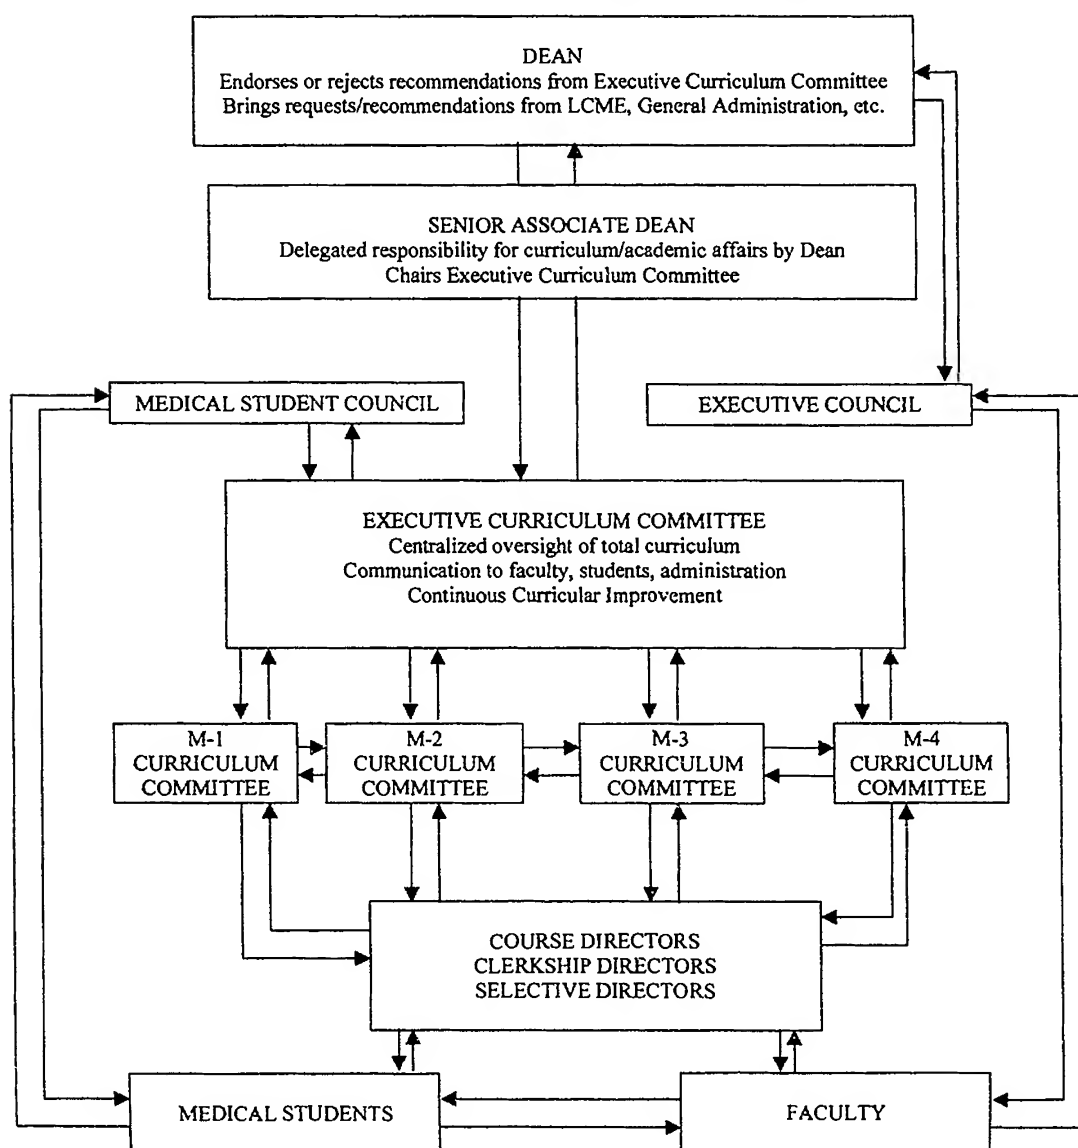 DEAN
Endorses or rejects recommendations from Executive Curriculum Committee
Brings requests/recommendations from LCME, General Administration, etc.
SENIOR ASSOCIATE DEAN
Delegated responsibility for curriculum/academic affairs by Dean
Chairs Executive Curriculum Committee
MEDICAL STUDENT COUNCIL
EXECUTIVE COUNCIL
EXECUTIVE CURRICULUM COMMITTEE
Centralized oversight of total curriculum
Communication to faculty, students, administration
Continuous Curricular Improvement
M-1
CURRICULUM
COMMITTEE
M-2
CURRICULUM
COMMITTEE
M-3
CURRICULUM
COMMITTEE
M-4
CURRICULUM
COMMITTEE
COURSE DIRECTORS
CLERKSHIP DIRECTORS
SELECTIVE DIRECTORS
MEDICAL STUDENTS
FACULTY